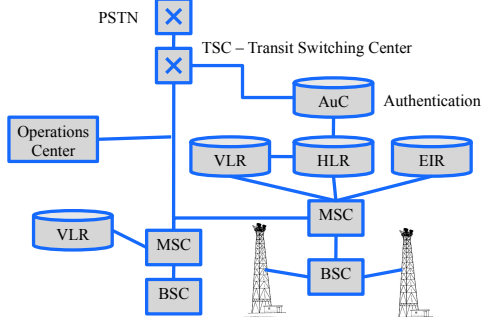 PSTN
TSC – Transit Switching Center
AuC
Authentication
Operations
Center
VLR
HLR
EIR
MSC
VLR
MSC
BSC
BSC